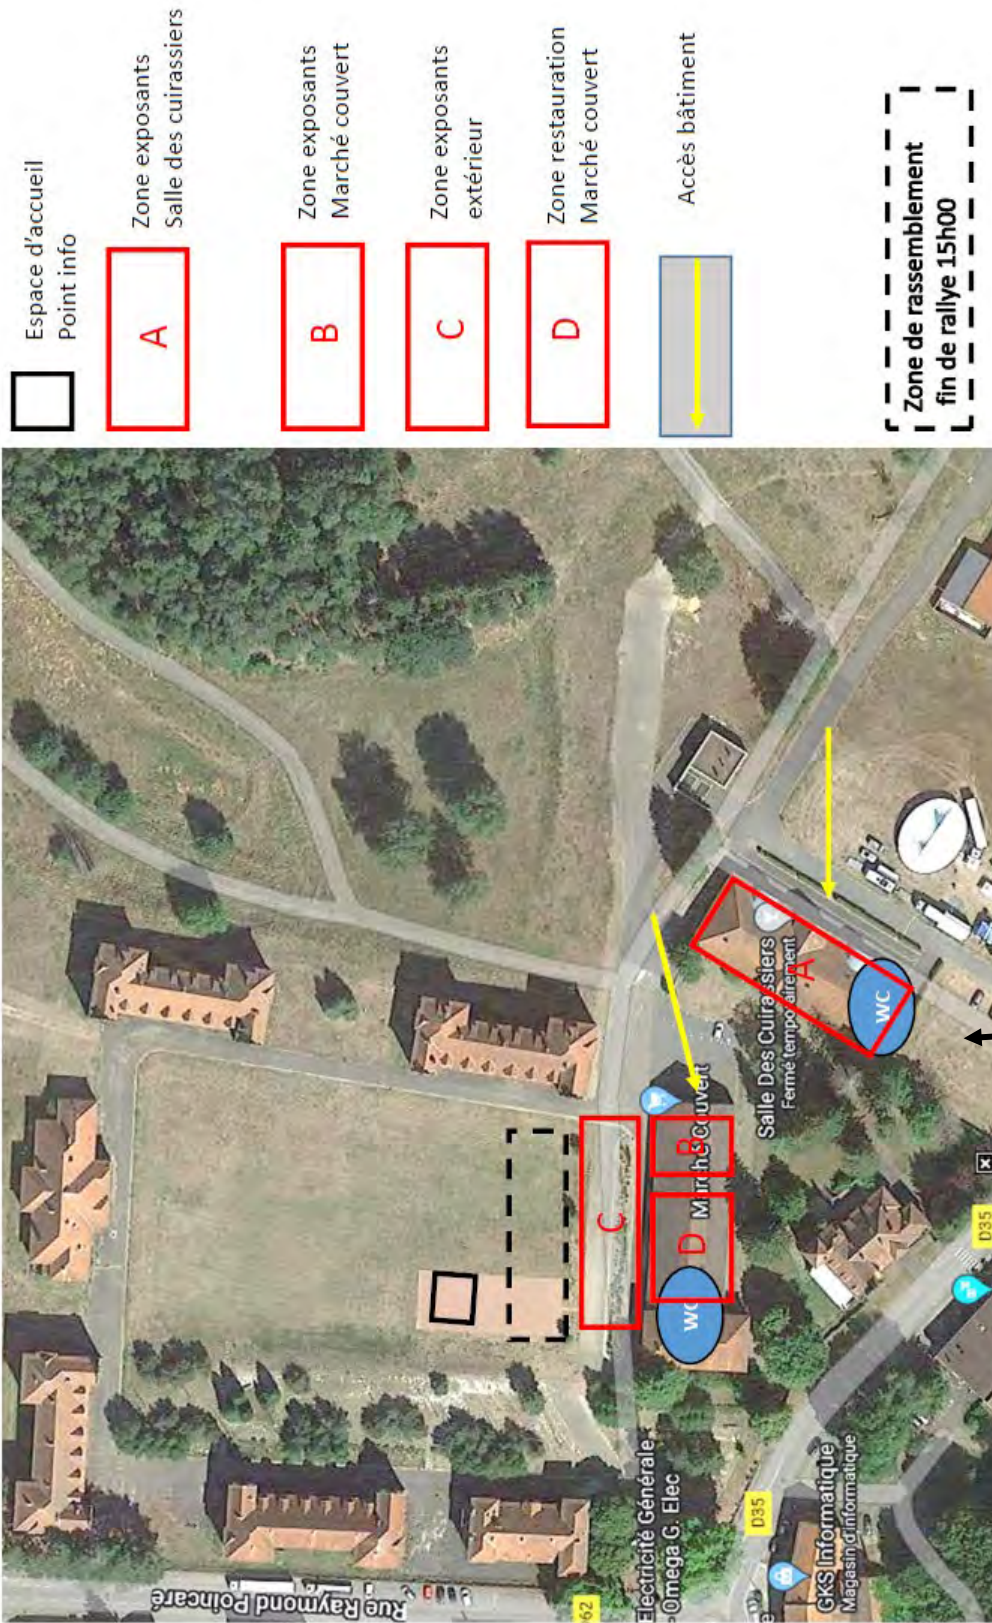 Espace d'accueil
Point info
A
Zone exposants
Salle des cuirassiers
B
Zone exposants
Marché couvert
C
Zone exposants
extérieur
D
Zone restauration
Marché couvert
Accès bâtiment
Zone de rassemblement
fin de rallye 15h00
C
B
D
Marché Couvert
WC
Salle Des Cuirassiers
Fermé temporairement
A
WC
Rue Raymond Poincaré
Electricité Générale
Omega G. Elec
D35
D35
GKS Informatique
Magasin d'informatique